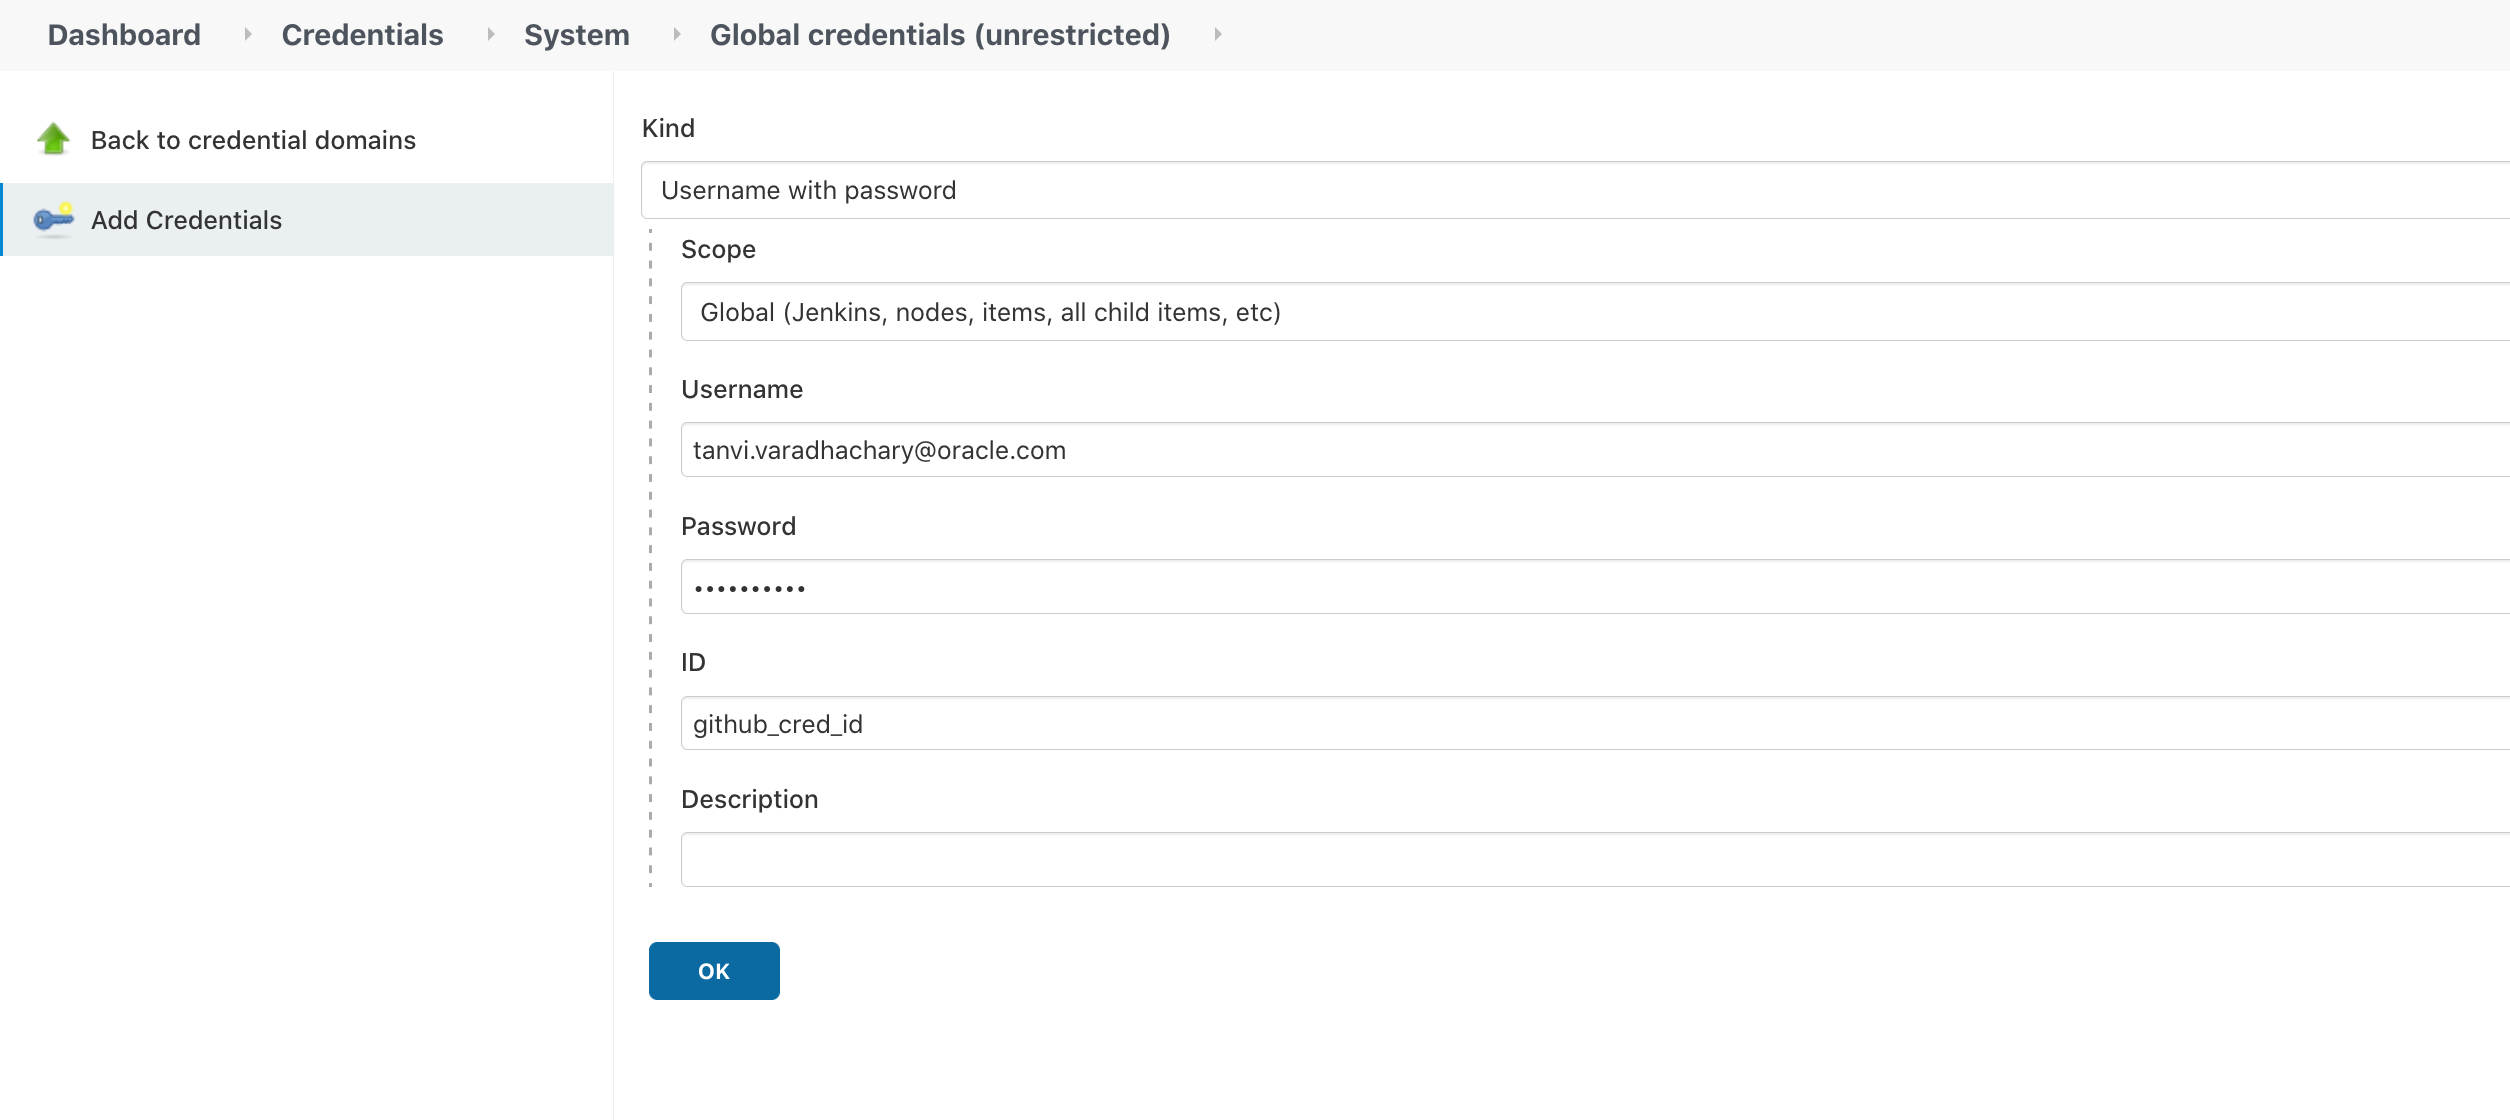 Dashboard Credentials System Global credentials (unrestricted)
Back to credential domains
Add Credentials
Kind
Username with password
Scope
Global (Jenkins, nodes, items, all child items, etc)
Username
tanvi.varadhachary@oracle.com
Password
••••••••••
ID
github_cred_id
Description
OK